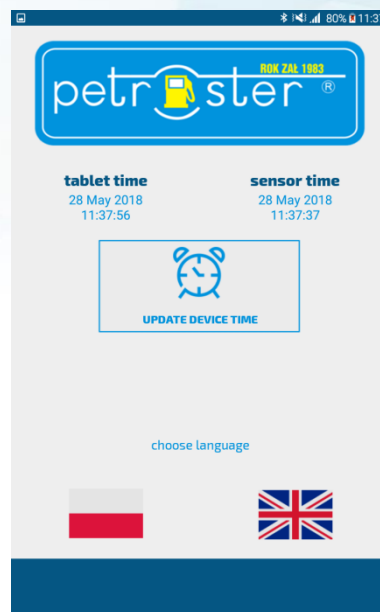 80% 11:37
ROK ZAŁ 1983
petroster ®
tablet time
sensor time
28 May 2018
28 May 2018
11:37:56
11:37:37
UPDATE DEVICE TIME
choose language